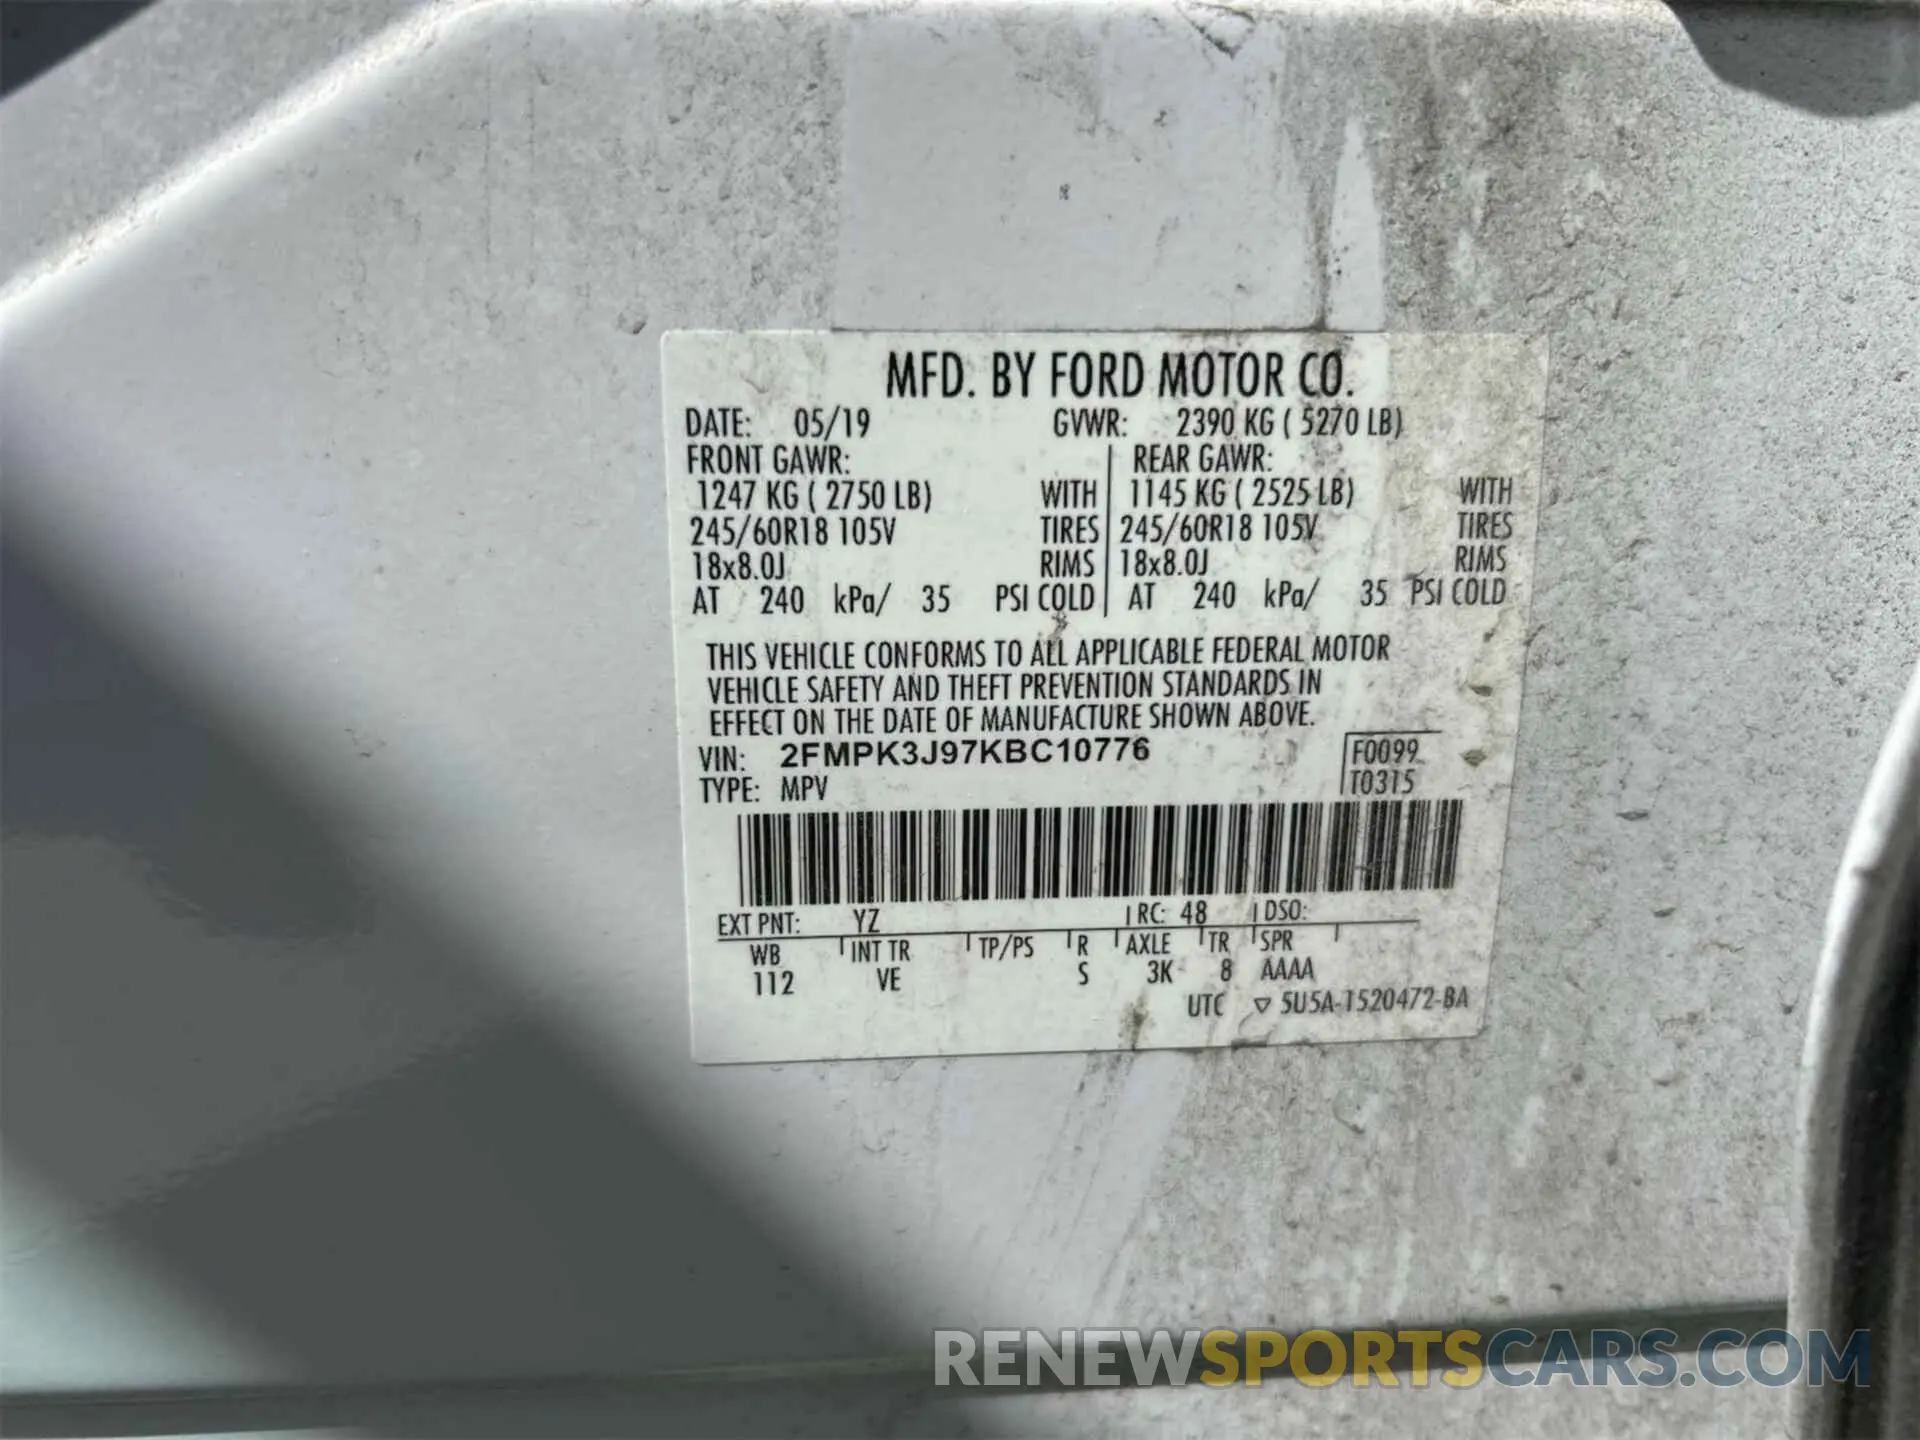 MFD. BY FORD MOTOR CO.
DATE: 05/19 GVWR: 2390 KG ( 5270 LB)
FRONT GAWR: REAR GAWR:
1247 KG ( 2750 LB) WITH 1145 KG ( 2525 LB) WITH
245/60R18 105V TIRES 245/60R18 105V TIRES
18x8.0J RIMS 18x8.0J RIMS
AT 240 kPa/ 35 PSI COLD AT 240 kPa/ 35 PSI COLD
THIS VEHICLE CONFORMS TO ALL APPLICABLE FEDERAL MOTOR
VEHICLE SAFETY AND THEFT PREVENTION STANDARDS IN
EFFECT ON THE DATE OF MANUFACTURE SHOWN ABOVE.
VIN: 2FMPK3J97KBC10776 F0099
TYPE: MPV T0315
EXT PNT: YZ RC: 48 DSO:
WB INT TR TP/PS R AXLE TR SPR
112 VE S 3K 8 AAAA
UTC ▽ 5U5A-1520472-BA
RENEWSPORTSCARS.COM